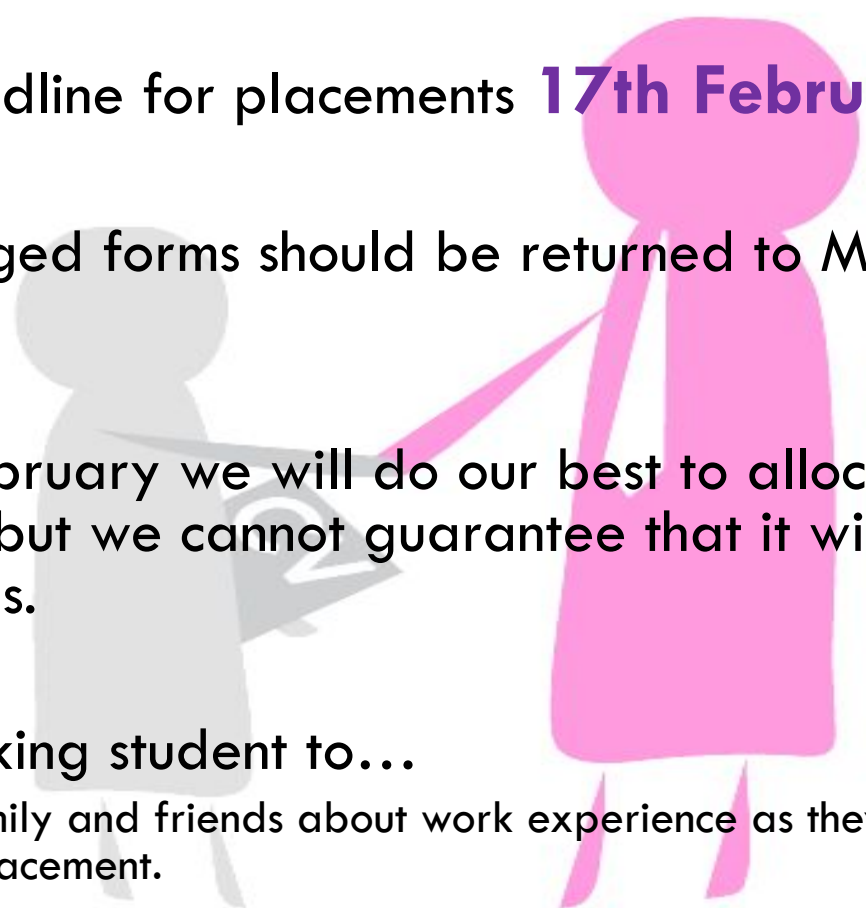 dline for placements 17th Febru
ged forms should be returned to M
bruary we will do our best to alloc
but we cannot guarantee that it wi
s.
king student to…
nily and friends about work experience as they
acement.